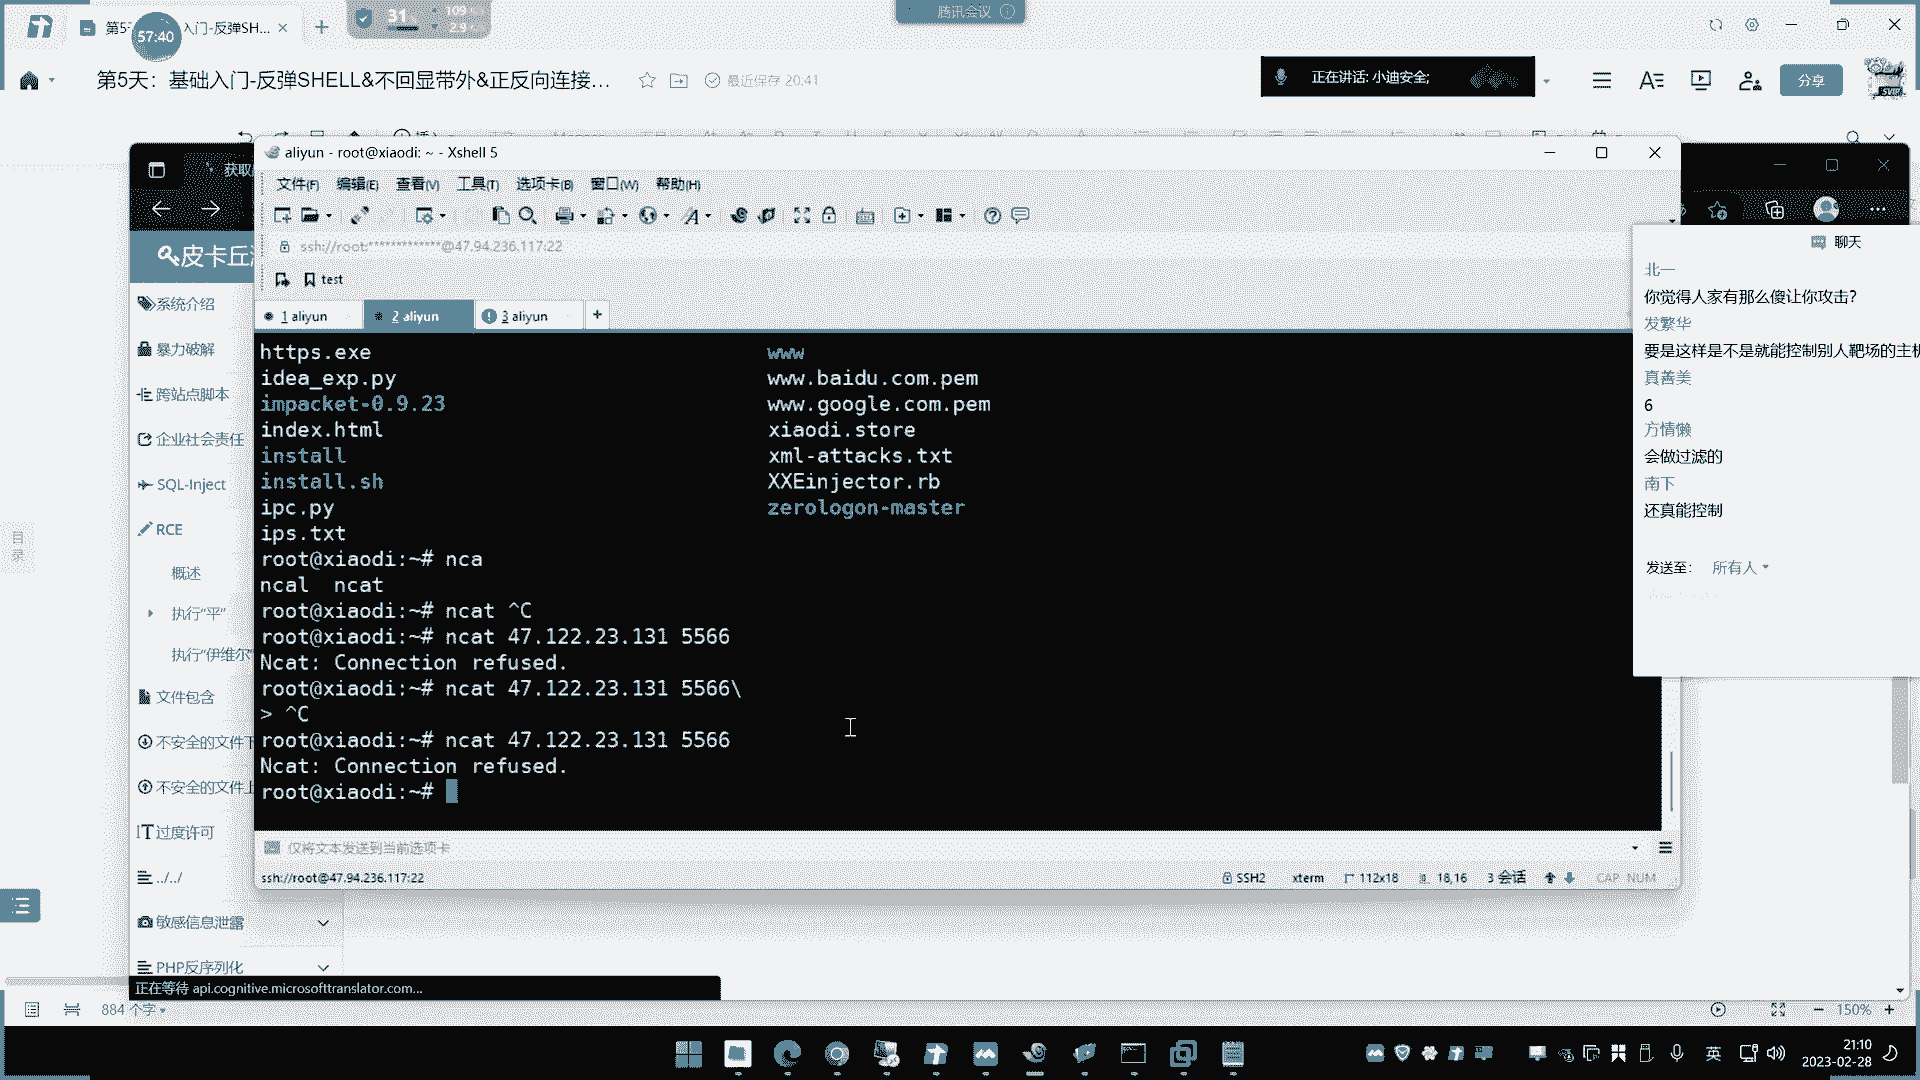 第5天
入门-反弹SH...
57:40
31
109
2.9
腾讯会议
第5天：基础入门-反弹SHELL&不回显带外&正反向连接...
最近保存 20:41
正在讲话: 小迪安全;
分享
SVIP
获取
aliyun - root@xiaodi: ~ - Xshell 5
文件(F) 编辑(E) 查看(V) 工具(T) 选项卡(B) 窗口(W) 帮助(H)
ssh://root:*************@47.94.236.117:22
test
1 aliyun
2 aliyun
3 aliyun
皮卡丘
系统介绍
暴力破解
跨站点脚本
企业社会责任
SQL-Inject
RCE
概述
执行“平”
执行“伊维尔”
文件包含
不安全的文件下
不安全的文件上
过度许可
../../
敏感信息泄露
PHP反序列化
目录
https.exe www
idea_exp.py www.baidu.com.pem
impacket-0.9.23 www.google.com.pem
index.html xiaodi.store
install xml-attacks.txt
install.sh XXEinjector.rb
ipc.py zerologon-master
ips.txt
root@xiaodi:~# nca
ncal ncat
root@xiaodi:~# ncat ^C
root@xiaodi:~# ncat 47.122.23.131 5566
Ncat: Connection refused.
root@xiaodi:~# ncat 47.122.23.131 5566\
> ^C
root@xiaodi:~# ncat 47.122.23.131 5566
Ncat: Connection refused.
root@xiaodi:~#
仅将文本发送到当前选项卡
ssh://root@47.94.236.117:22
SSH2 xterm 112x18 18,16 3 会话 CAP NUM
聊天
北一
你觉得人家有那么傻让你攻击?
发繁华
要是这样是不是就能控制别人靶场的主机
真善美
6
方情懒
会做过滤的
南下
还真能控制
发送至: 所有人
正在等待 api.cognitive.microsofttranslator.com...
884 个字
150%
英
21:10
2023-02-28